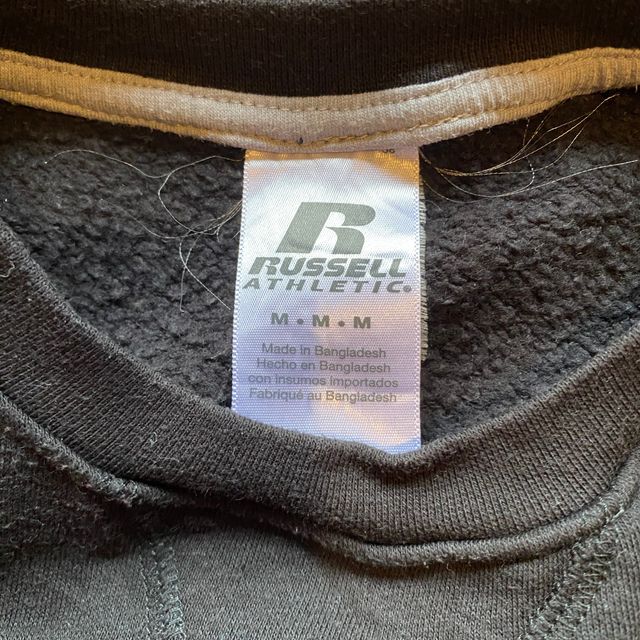 R
RUSSELL
ATHLETIC®
M • M • M
Made in Bangladesh
Hecho en Bangladesh
con insumos importados
Fabriqué au Bangladesh